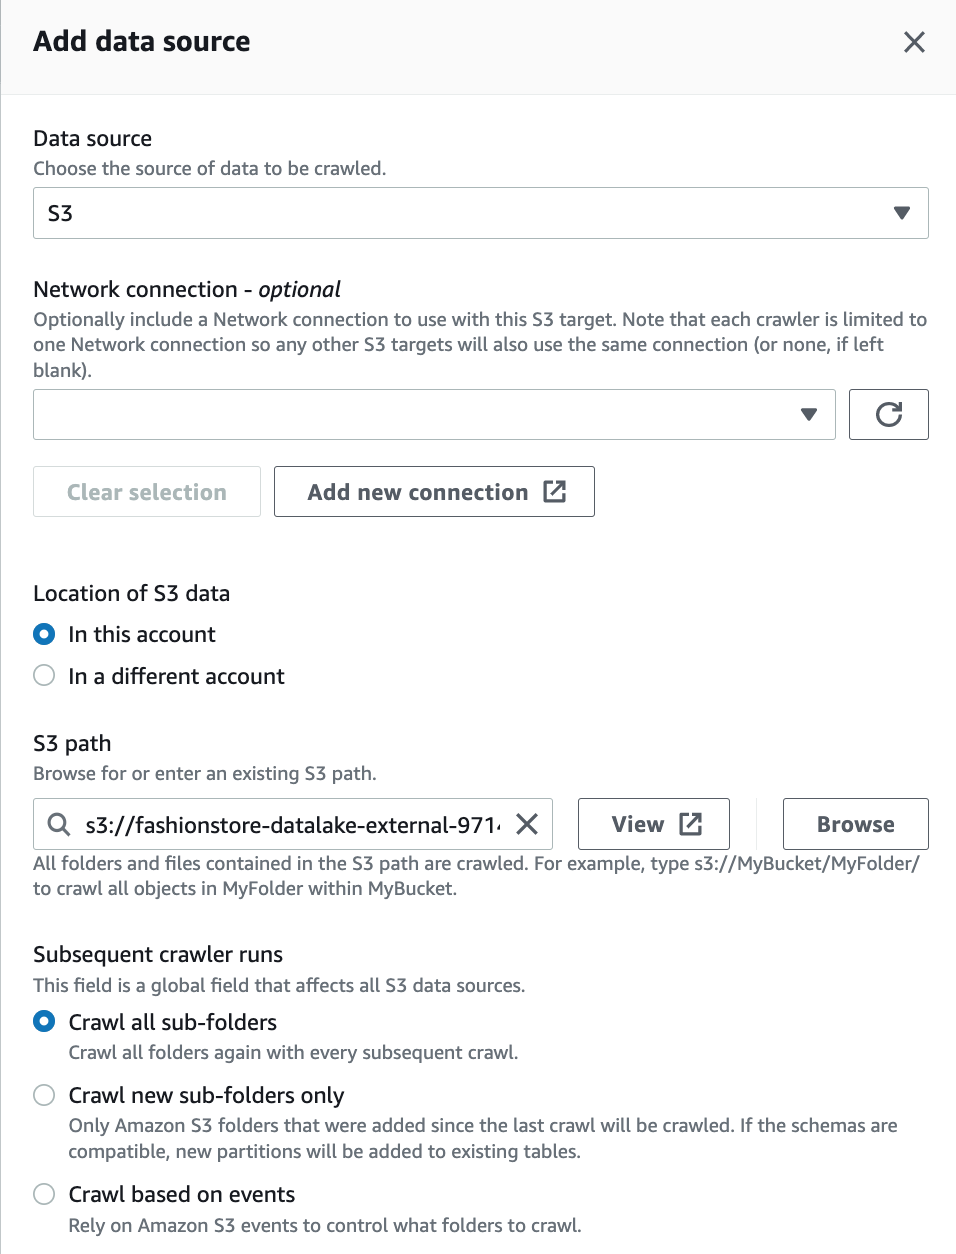 Add data source
Data source
Choose the source of data to be crawled.
S3
Network connection - optional
Optionally include a Network connection to use with this S3 target. Note that each crawler is limited to
one Network connection so any other S3 targets will also use the same connection (or none, if left
blank).
Clear selection
Add new connection
Location of S3 data
In this account
In a different account
S3 path
Browse for or enter an existing S3 path.
s3://fashionstore-datalake-external-971
View
Browse
All folders and files contained in the S3 path are crawled. For example, type s3://MyBucket/MyFolder/
to crawl all objects in MyFolder within MyBucket.
Subsequent crawler runs
This field is a global field that affects all S3 data sources.
Crawl all sub-folders
Crawl all folders again with every subsequent crawl.
Crawl new sub-folders only
Only Amazon S3 folders that were added since the last crawl will be crawled. If the schemas are
compatible, new partitions will be added to existing tables.
Crawl based on events
Rely on Amazon S3 events to control what folders to crawl.